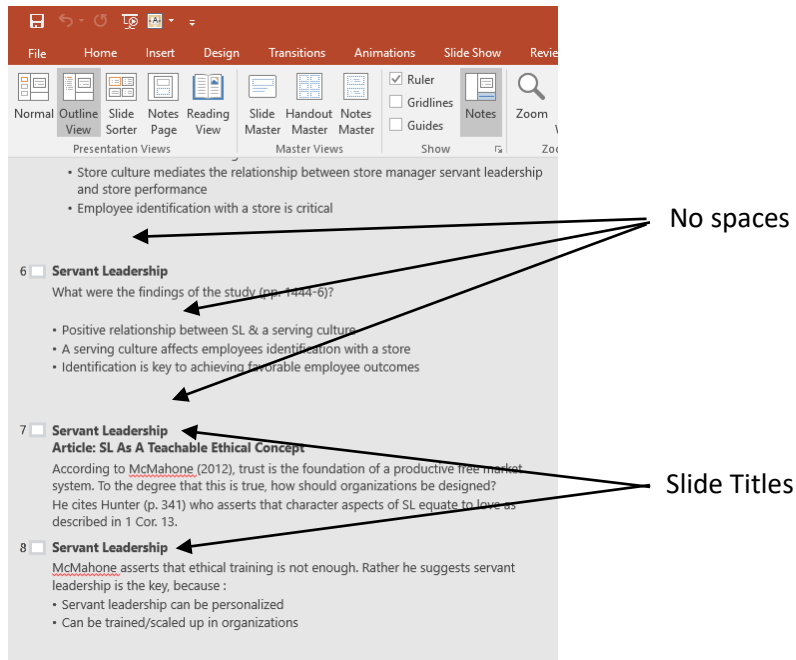 File Home Insert Design Transitions Animations Slide Show Revie
Normal Outline View Slide Sorter Notes Page Reading View Slide Master Handout Master Notes Master Ruler Gridlines Guides Notes Zoom
Presentation Views Master Views Show Zoo
• Store culture mediates the relationship between store manager servant leadership
and store performance
• Employee identification with a store is critical
No spaces
6 Servant Leadership
What were the findings of the study (pp. 1444-6)?
• Positive relationship between SL & a serving culture
• A serving culture affects employees identification with a store
• Identification is key to achieving favorable employee outcomes
7 Servant Leadership
Article: SL As A Teachable Ethical Concept
According to McMahone (2012), trust is the foundation of a productive free market
system. To the degree that this is true, how should organizations be designed?
He cites Hunter (p. 341) who asserts that character aspects of SL equate to love as
described in 1 Cor. 13.
Slide Titles
8 Servant Leadership
McMahone asserts that ethical training is not enough. Rather he suggests servant
leadership is the key, because :
• Servant leadership can be personalized
• Can be trained/scaled up in organizations